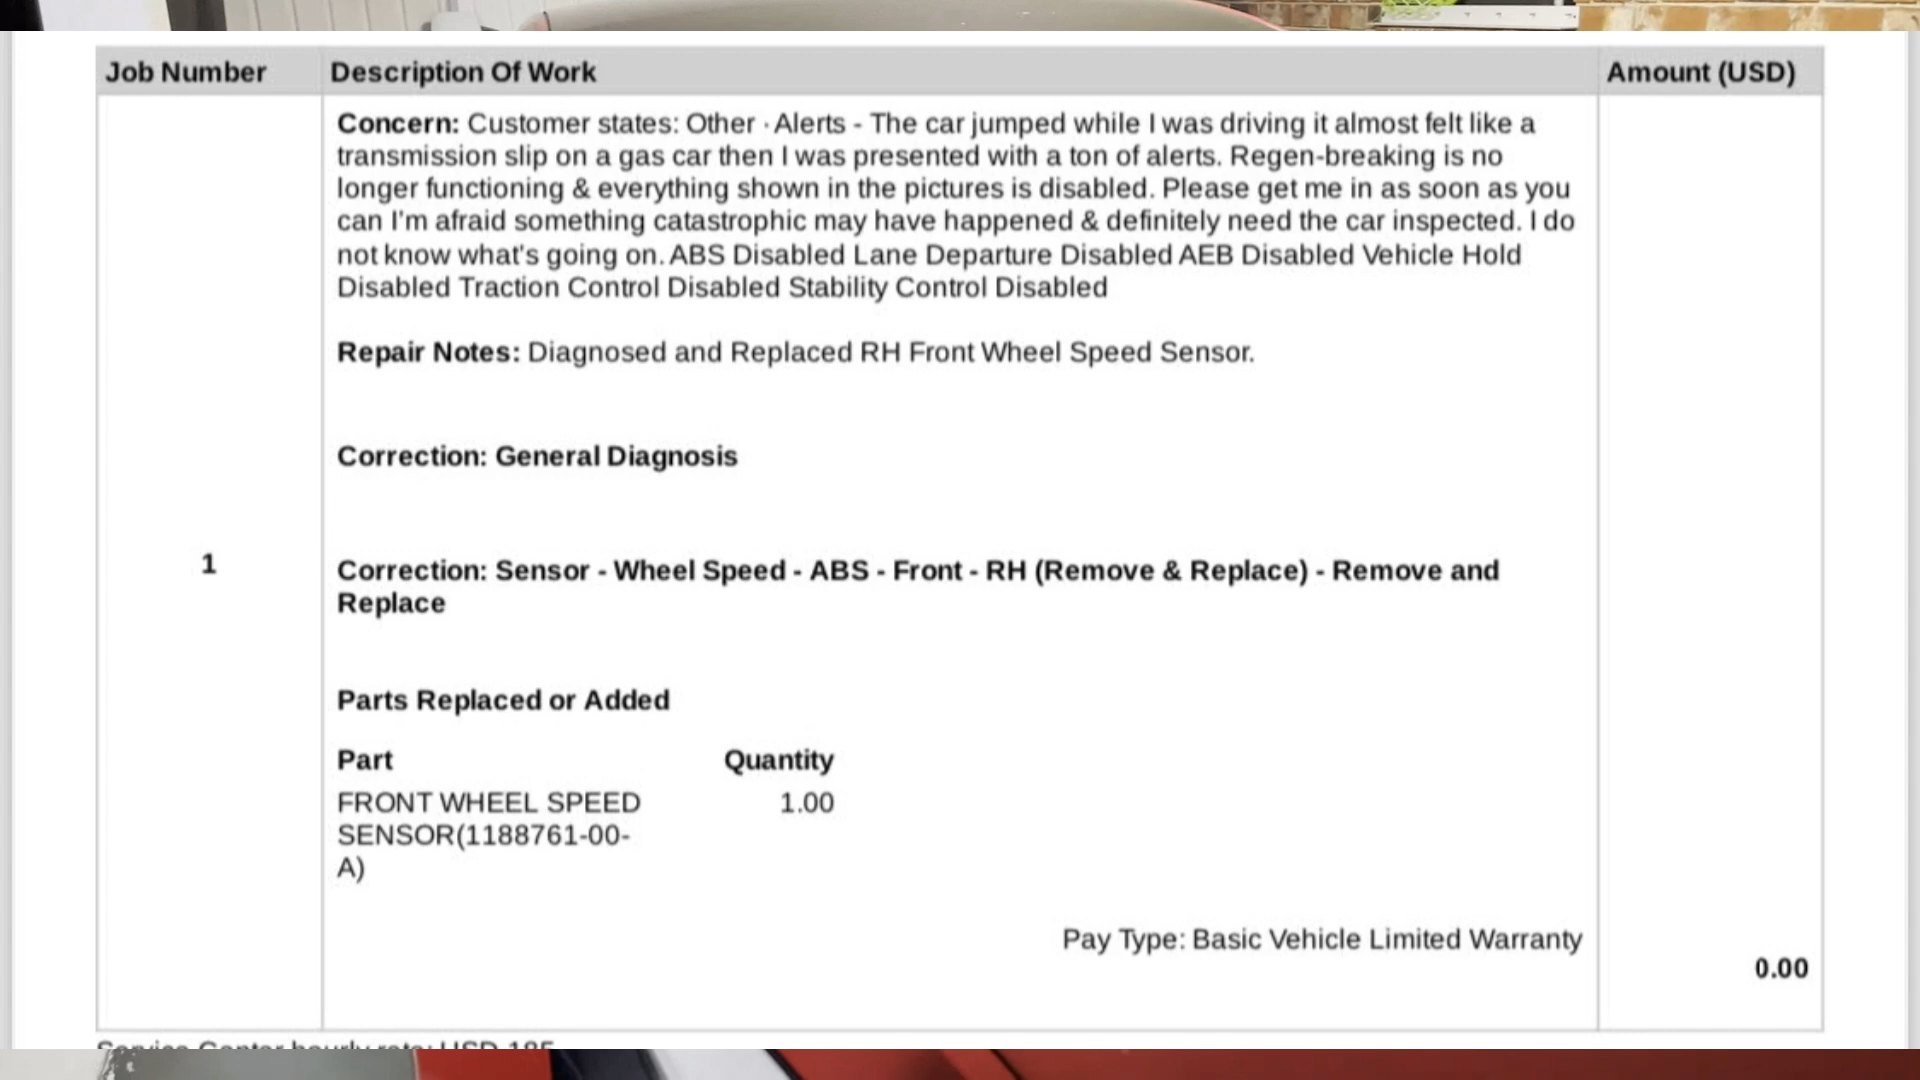 Job Number Description Of Work Amount (USD)
Concern: Customer states: Other · Alerts - The car jumped while I was driving it almost felt like a
transmission slip on a gas car then I was presented with a ton of alerts. Regen-breaking is no
longer functioning & everything shown in the pictures is disabled. Please get me in as soon as you
can I'm afraid something catastrophic may have happened & definitely need the car inspected. I do
not know what's going on. ABS Disabled Lane Departure Disabled AEB Disabled Vehicle Hold
Disabled Traction Control Disabled Stability Control Disabled
Repair Notes: Diagnosed and Replaced RH Front Wheel Speed Sensor.
Correction: General Diagnosis
1
Correction: Sensor - Wheel Speed - ABS - Front - RH (Remove & Replace) - Remove and
Replace
Parts Replaced or Added
Part Quantity
FRONT WHEEL SPEED 1.00
SENSOR(1188761-00-
A)
Pay Type: Basic Vehicle Limited Warranty
0.00
Service Center hourly rate: USD 185